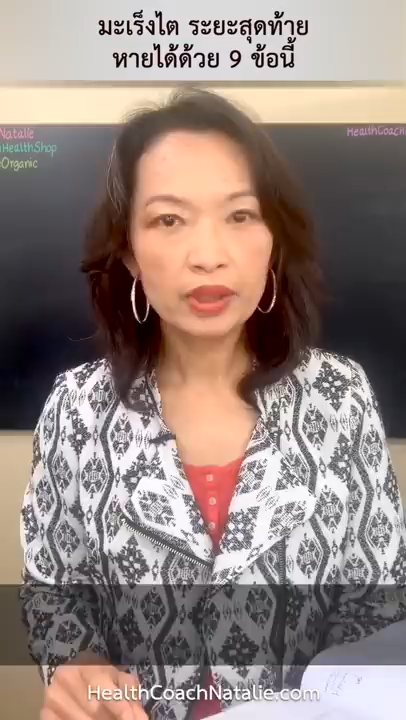 มะเร็งไต ระยะสุดท้าย
หายได้ด้วย 9 ข้อนี้
Natalie
HealthShop
Organic
HealthCoach
HealthCoachNatalie.com